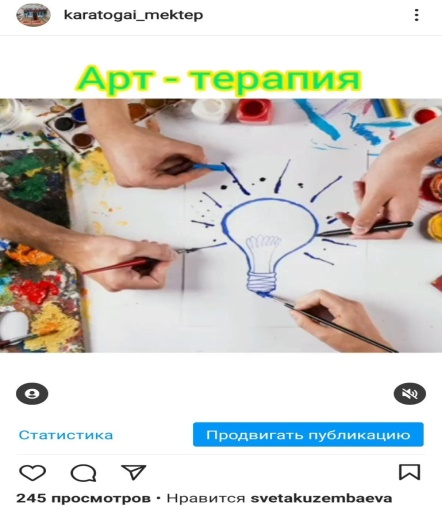 karatogai_mektep
Арт - терапия
Статистика
Продвигать публикацию
245 просмотров · Нравится svetakuzembaeva